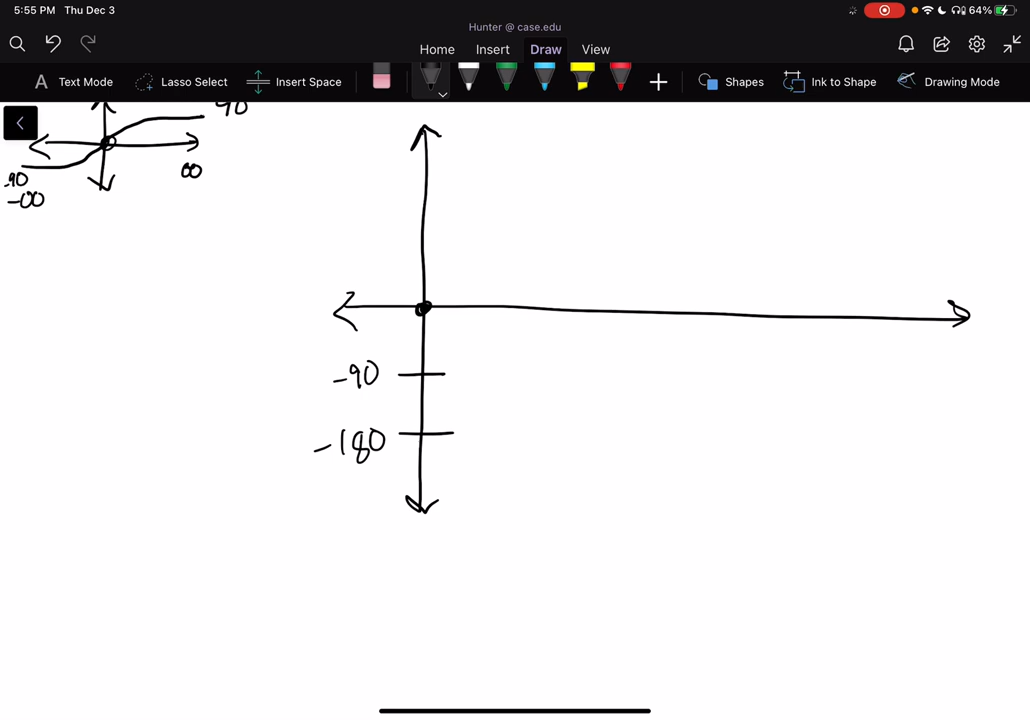 5:55 PM Thu Dec 3
64%
Hunter @ case.edu
Home Insert Draw View
Text Mode Lasso Select Insert Space Shapes Ink to Shape Drawing Mode
90
∞
-90
-∞
-90
-180